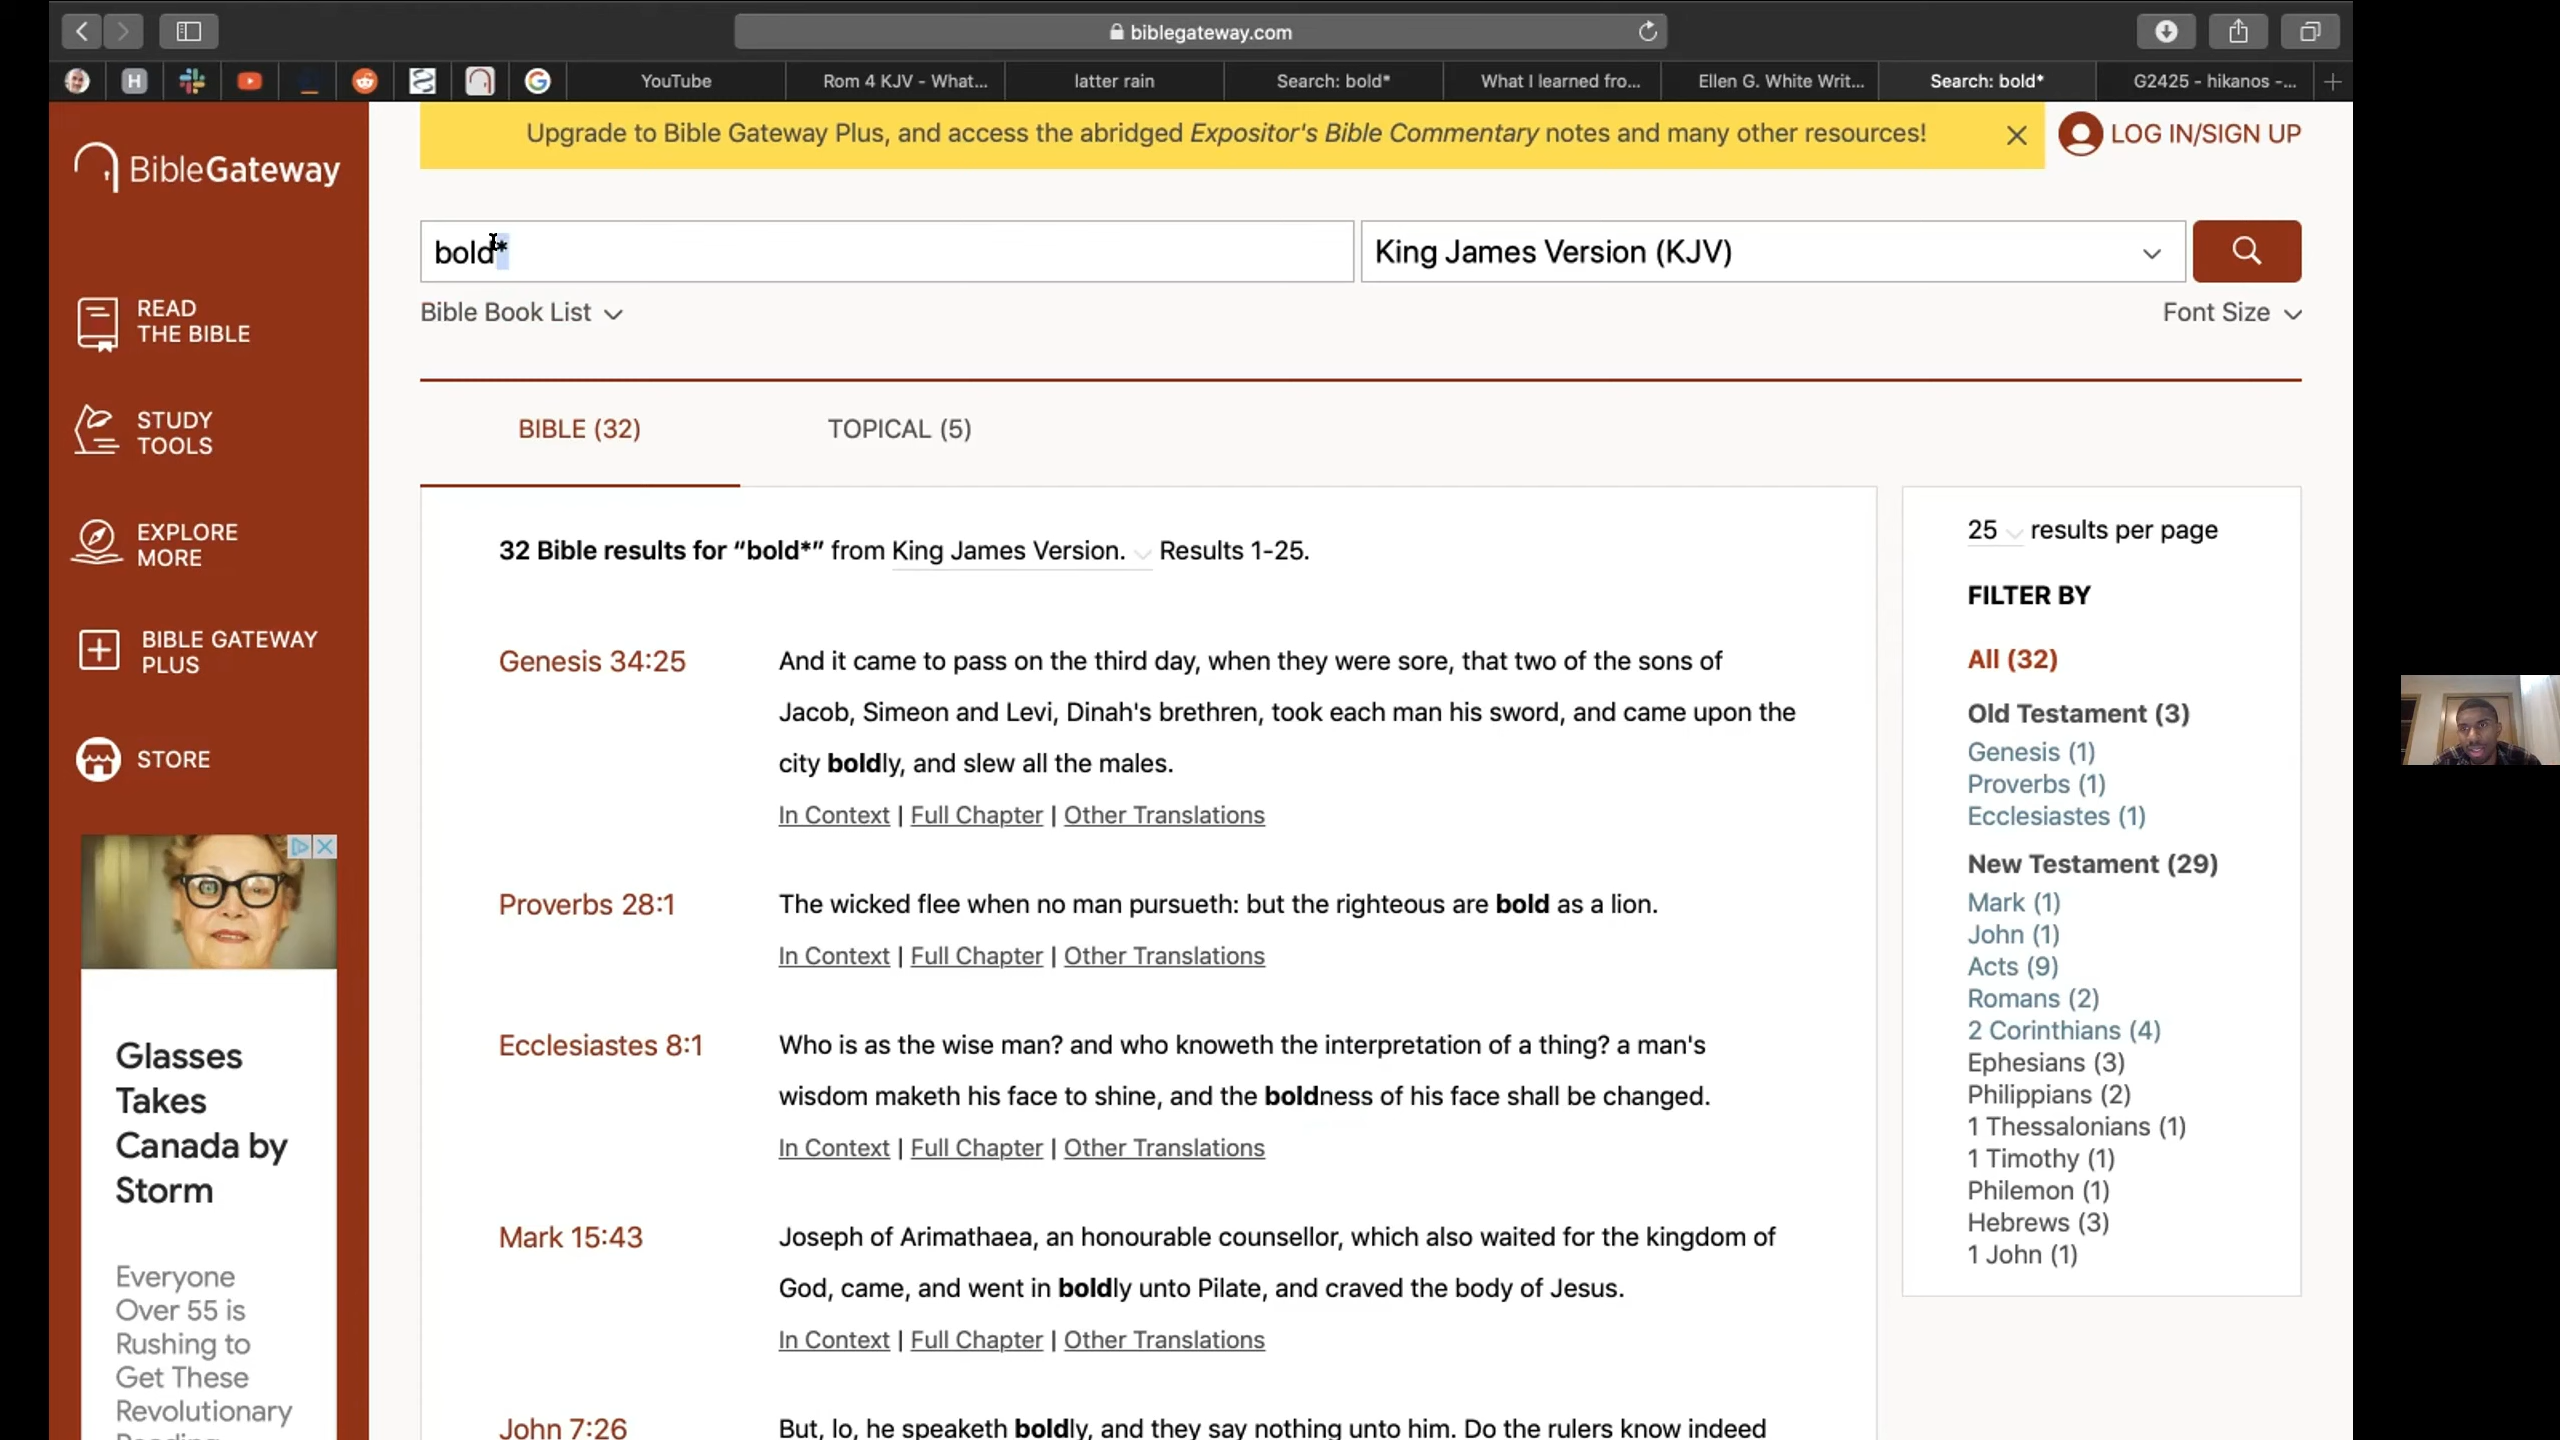 biblegateway.com
H
YouTube
Rom 4 KJV - What...
latter rain
Search: bold*
What I learned fro...
Ellen G. White Writ...
Search: bold*
G2425 - hikanos -...
BibleGateway
READ
THE BIBLE
STUDY
TOOLS
EXPLORE
MORE
BIBLE GATEWAY
PLUS
STORE
Glasses
Takes
Canada by
Storm
Everyone
Over 55 is
Rushing to
Get These
Revolutionary
Upgrade to Bible Gateway Plus, and access the abridged Expositor's Bible Commentary notes and many other resources!
LOG IN/SIGN UP
bold*
King James Version (KJV)
Bible Book List
Font Size
BIBLE (32)
TOPICAL (5)
32 Bible results for “bold*” from King James Version. Results 1-25.
Genesis 34:25
And it came to pass on the third day, when they were sore, that two of the sons of
Jacob, Simeon and Levi, Dinah's brethren, took each man his sword, and came upon the
city boldly, and slew all the males.
In Context | Full Chapter | Other Translations
Proverbs 28:1
The wicked flee when no man pursueth: but the righteous are bold as a lion.
In Context | Full Chapter | Other Translations
Ecclesiastes 8:1
Who is as the wise man? and who knoweth the interpretation of a thing? a man's
wisdom maketh his face to shine, and the boldness of his face shall be changed.
In Context | Full Chapter | Other Translations
Mark 15:43
Joseph of Arimathaea, an honourable counsellor, which also waited for the kingdom of
God, came, and went in boldly unto Pilate, and craved the body of Jesus.
In Context | Full Chapter | Other Translations
John 7:26
But, lo, he speaketh boldly, and they say nothing unto him. Do the rulers know indeed
25 results per page
FILTER BY
All (32)
Old Testament (3)
Genesis (1)
Proverbs (1)
Ecclesiastes (1)
New Testament (29)
Mark (1)
John (1)
Acts (9)
Romans (2)
2 Corinthians (4)
Ephesians (3)
Philippians (2)
1 Thessalonians (1)
1 Timothy (1)
Philemon (1)
Hebrews (3)
1 John (1)